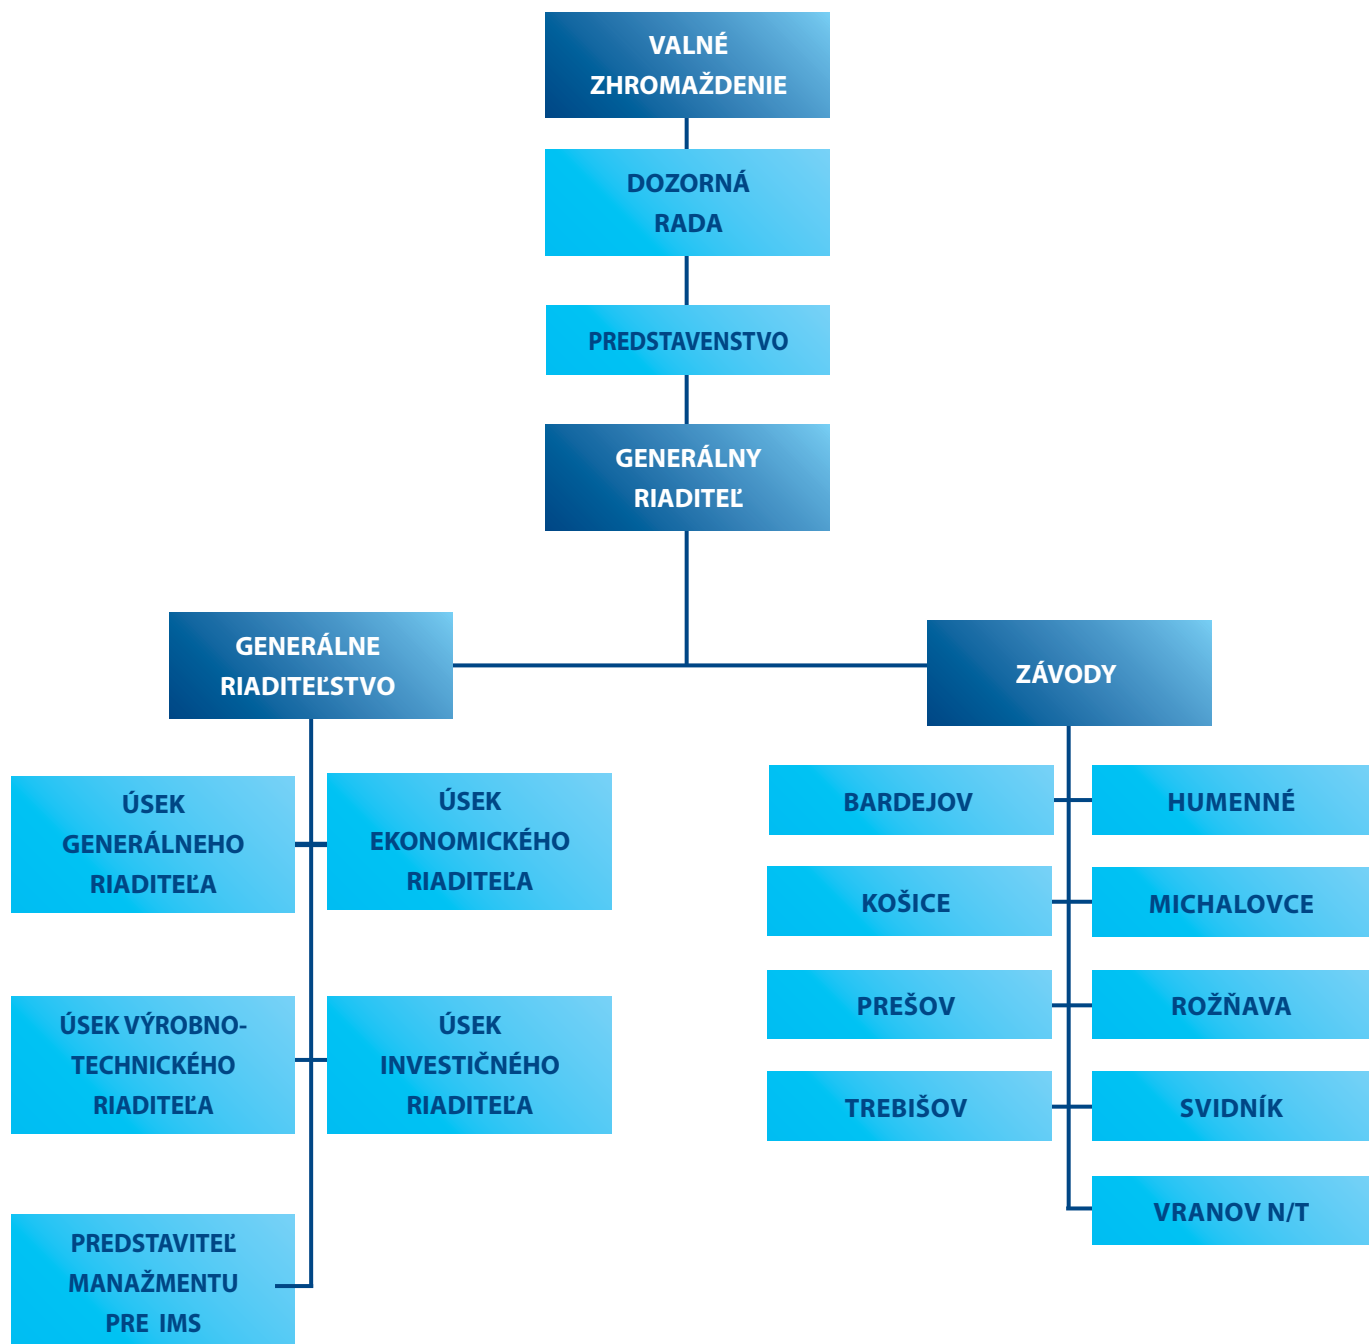 VALNÉ
ZHROMAŽDENIE
DOZORNÁ
RADA
PREDSTAVENSTVO
GENERÁLNY
RIADITEĽ
GENERÁLNE
RIADITEĽSTVO
ZÁVODY
ÚSEK
GENERÁLNEHO
RIADITEĽA
ÚSEK
EKONOMICKÉHO
RIADITEĽA
ÚSEK VÝROBNO-
TECHNICKÉHO
RIADITEĽA
ÚSEK
INVESTIČNÉHO
RIADITEĽA
PREDSTAVITEĽ
MANAŽMENTU
PRE IMS
BARDEJOV
HUMENNÉ
KOŠICE
MICHALOVCE
PREŠOV
ROŽŇAVA
TREBIŠOV
SVIDNÍK
VRANOV N/T